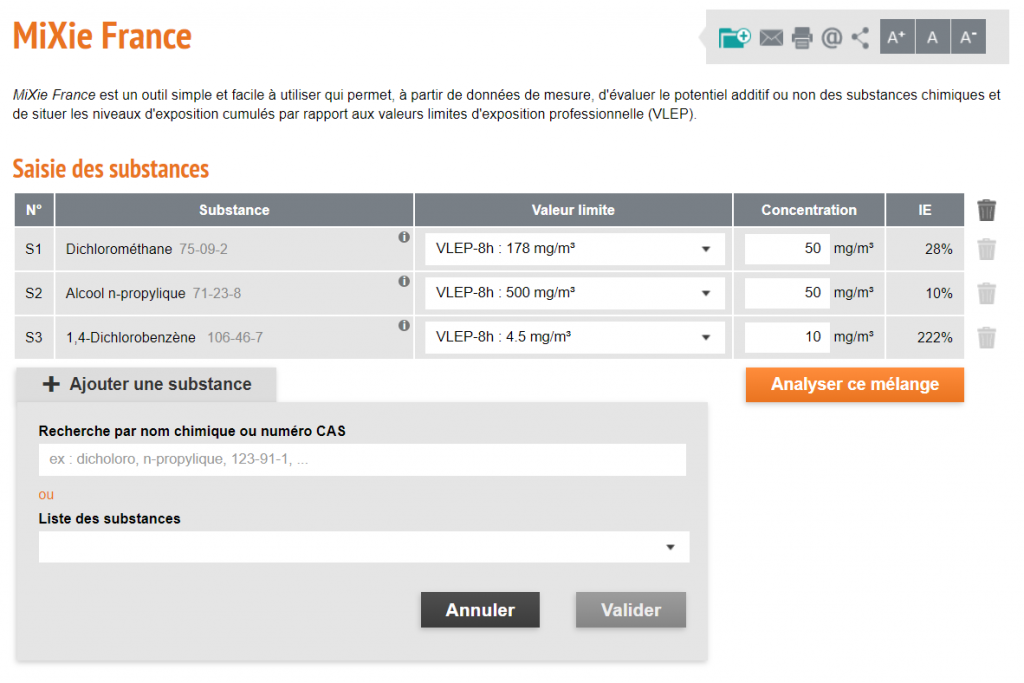 MiXie France
A+ A A-
MiXie France est un outil simple et facile à utiliser qui permet, à partir de données de mesure, d'évaluer le potentiel additif ou non des substances chimiques et
de situer les niveaux d'exposition cumulés par rapport aux valeurs limites d'exposition professionnelle (VLEP).
Saisie des substances
N° Substance Valeur limite Concentration IE
S1 Dichlorométhane 75-09-2 VLEP-8h : 178 mg/m³ 50 mg/m³ 28%
S2 Alcool n-propylique 71-23-8 VLEP-8h : 500 mg/m³ 50 mg/m³ 10%
S3 1,4-Dichlorobenzène 106-46-7 VLEP-8h : 4.5 mg/m³ 10 mg/m³ 222%
+ Ajouter une substance Analyser ce mélange
Recherche par nom chimique ou numéro CAS
ex : dicholoro, n-propylique, 123-91-1, ...
ou
Liste des substances
Annuler Valider